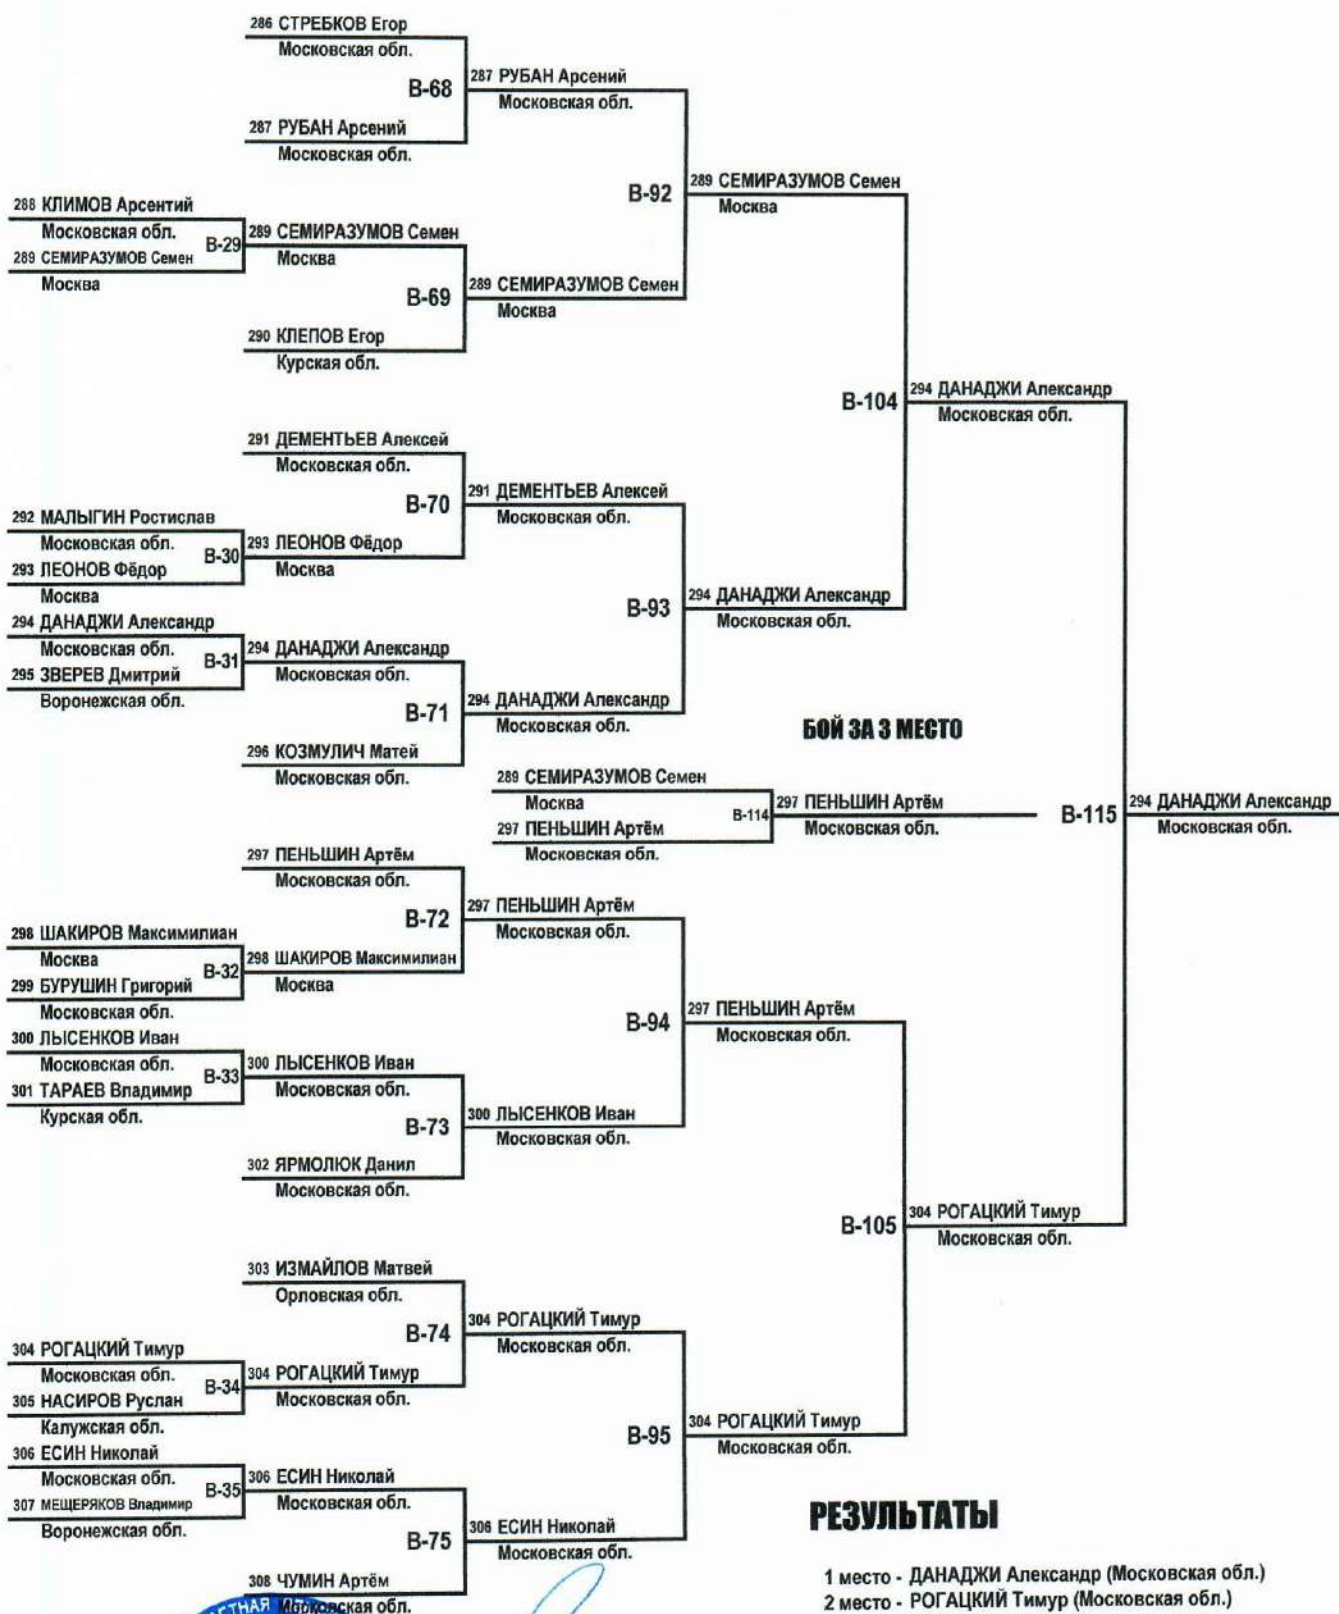 286 СТРЕБКОВ Егор
Московская обл.
В-68
287 РУБАН Арсений
Московская обл.
287 РУБАН Арсений
Московская обл.
В-92
289 СЕМИРАЗУМОВ Семен
Москва
288 КЛИМОВ Арсентий
Московская обл.
В-29
289 СЕМИРАЗУМОВ Семен
Москва
289 СЕМИРАЗУМОВ Семен
Москва
В-69
289 СЕМИРАЗУМОВ Семен
Москва
290 КЛЕПОВ Егор
Курская обл.
В-104
294 ДАНАДЖИ Александр
Московская обл.
291 ДЕМЕНТЬЕВ Алексей
Московская обл.
В-70
291 ДЕМЕНТЬЕВ Алексей
Московская обл.
292 МАЛЫГИН Ростислав
Московская обл.
В-30
293 ЛЕОНОВ Фёдор
Москва
293 ЛЕОНОВ Фёдор
Москва
В-93
294 ДАНАДЖИ Александр
Московская обл.
294 ДАНАДЖИ Александр
Московская обл.
В-31
295 ЗВЕРЕВ Дмитрий
Воронежская обл.
294 ДАНАДЖИ Александр
Московская обл.
В-71
294 ДАНАДЖИ Александр
Московская обл.
296 КОЗМУЛИЧ Матей
Московская обл.
БОЙ ЗА 3 МЕСТО
289 СЕМИРАЗУМОВ Семен
Москва
В-114
297 ПЕНЬШИН Артём
Московская обл.
297 ПЕНЬШИН Артём
Московская обл.
В-115
294 ДАНАДЖИ Александр
Московская обл.
297 ПЕНЬШИН Артём
Московская обл.
В-72
297 ПЕНЬШИН Артём
Московская обл.
298 ШАКИРОВ Максимилиан
Москва
В-32
299 БУРУШИН Григорий
Московская обл.
298 ШАКИРОВ Максимилиан
Москва
В-94
297 ПЕНЬШИН Артём
Московская обл.
300 ЛЫСЕНКОВ Иван
Московская обл.
В-33
301 ТАРАЕВ Владимир
Курская обл.
300 ЛЫСЕНКОВ Иван
Московская обл.
В-73
300 ЛЫСЕНКОВ Иван
Московская обл.
302 ЯРМОЛЮК Данил
Московская обл.
В-105
304 РОГАЦКИЙ Тимур
Московская обл.
303 ИЗМАЙЛОВ Матвей
Орловская обл.
В-74
304 РОГАЦКИЙ Тимур
Московская обл.
304 РОГАЦКИЙ Тимур
Московская обл.
В-34
305 НАСИРОВ Руслан
Калужская обл.
304 РОГАЦКИЙ Тимур
Московская обл.
В-95
304 РОГАЦКИЙ Тимур
Московская обл.
306 ЕСИН Николай
Московская обл.
В-35
307 МЕЩЕРЯКОВ Владимир
Воронежская обл.
306 ЕСИН Николай
Московская обл.
В-75
306 ЕСИН Николай
Московская обл.
308 ЧУМИН Артём
Московская обл.
РЕЗУЛЬТАТЫ
1 место - ДАНАДЖИ Александр (Московская обл.)
2 место - РОГАЦКИЙ Тимур (Московская обл.)